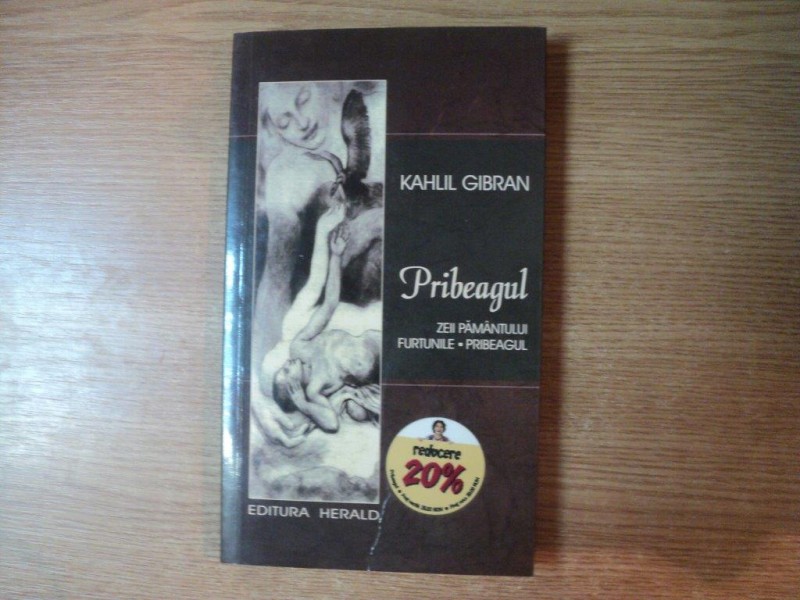 KAHLIL GIBRAN
Pribeagul
ZEII PĂMÂNTULUI
FURTUNILE • PRIBEAGUL
reducere
20%
EDITURA HERALD